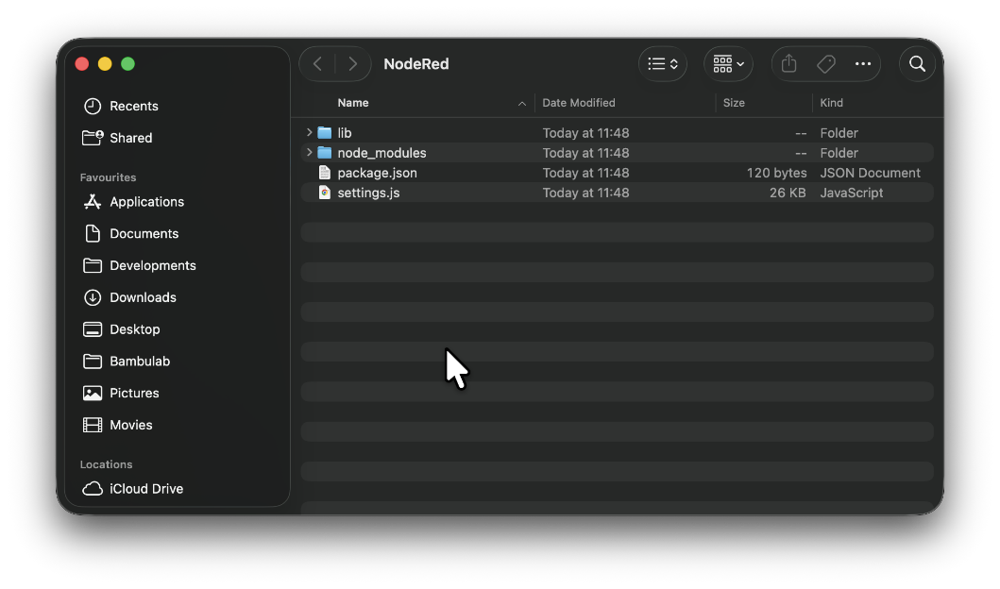 NodeRed
Recents
Shared
Favourites
Applications
Documents
Developments
Downloads
Desktop
Bambulab
Pictures
Movies
Locations
iCloud Drive
Name Date Modified Size Kind
lib Today at 11:48 -- Folder
node_modules Today at 11:48 -- Folder
package.json Today at 11:48 120 bytes JSON Document
settings.js Today at 11:48 26 KB JavaScript